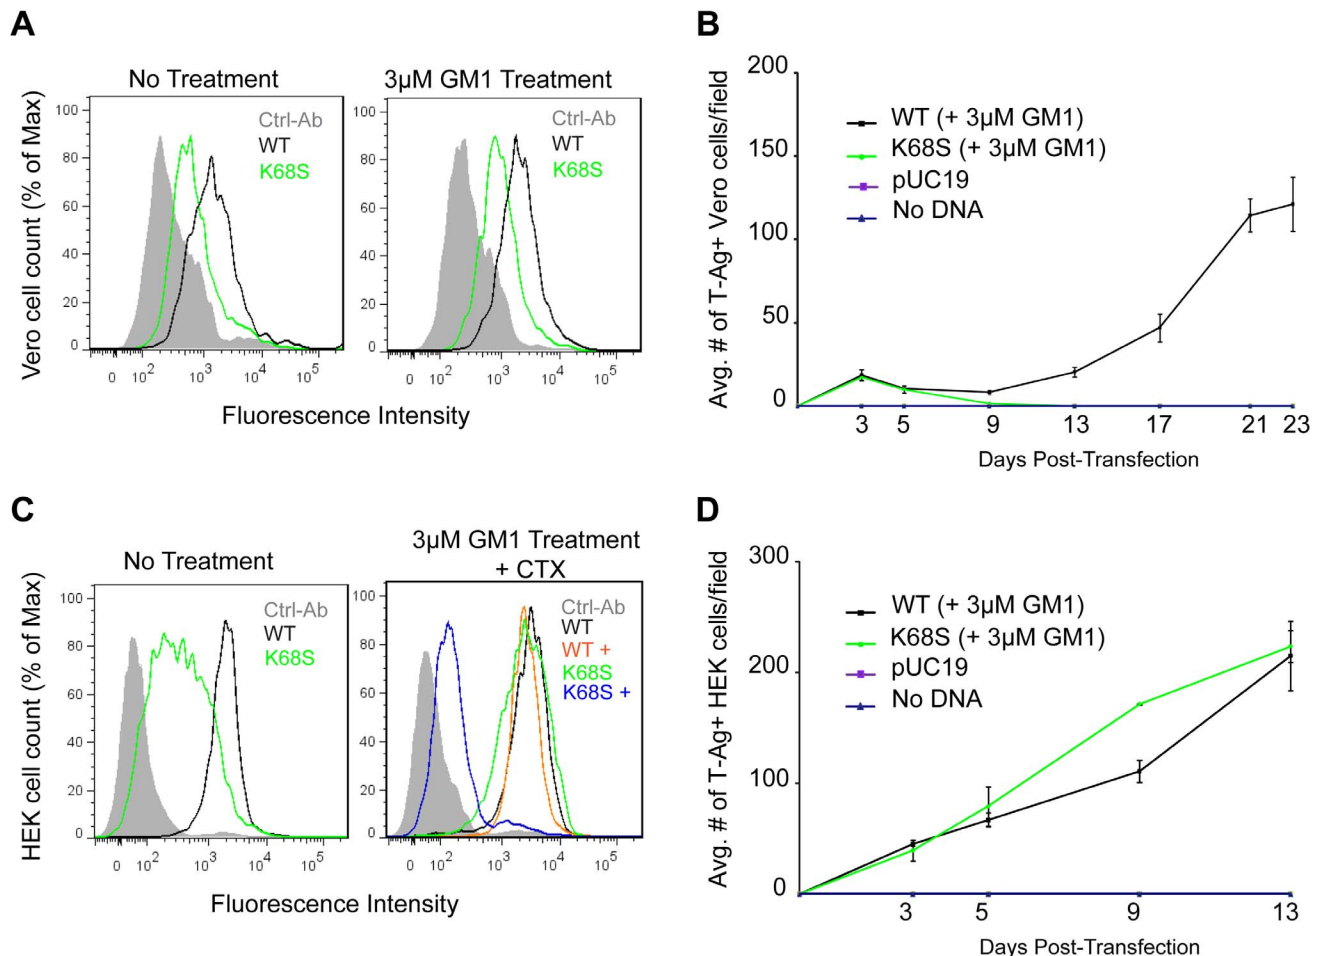 A
No Treatment
3µM GM1 Treatment
Vero cell count (% of Max)
100
80
60
40
20
0
Ctrl-Ab
WT
K68S
0 10² 10³ 10⁴ 10⁵
100
80
60
40
20
0
Ctrl-Ab
WT
K68S
0 10² 10³ 10⁴ 10⁵
Fluorescence Intensity
B
Avg. # of T-Ag+ Vero cells/field
200
150
100
50
0
WT (+ 3µM GM1)
K68S (+ 3µM GM1)
pUC19
No DNA
3 5 9 13 17 21 23
Days Post-Transfection
C
No Treatment
3µM GM1 Treatment
+ CTX
HEK cell count (% of Max)
100
80
60
40
20
0
Ctrl-Ab
WT
K68S
0 10² 10³ 10⁴ 10⁵
100
80
60
40
20
0
Ctrl-Ab
WT
WT +
K68S
K68S +
0 10² 10³ 10⁴ 10⁵
Fluorescence Intensity
D
Avg. # of T-Ag+ HEK cells/field
300
200
100
0
WT (+ 3µM GM1)
K68S (+ 3µM GM1)
pUC19
No DNA
3 5 9 13
Days Post-Transfection